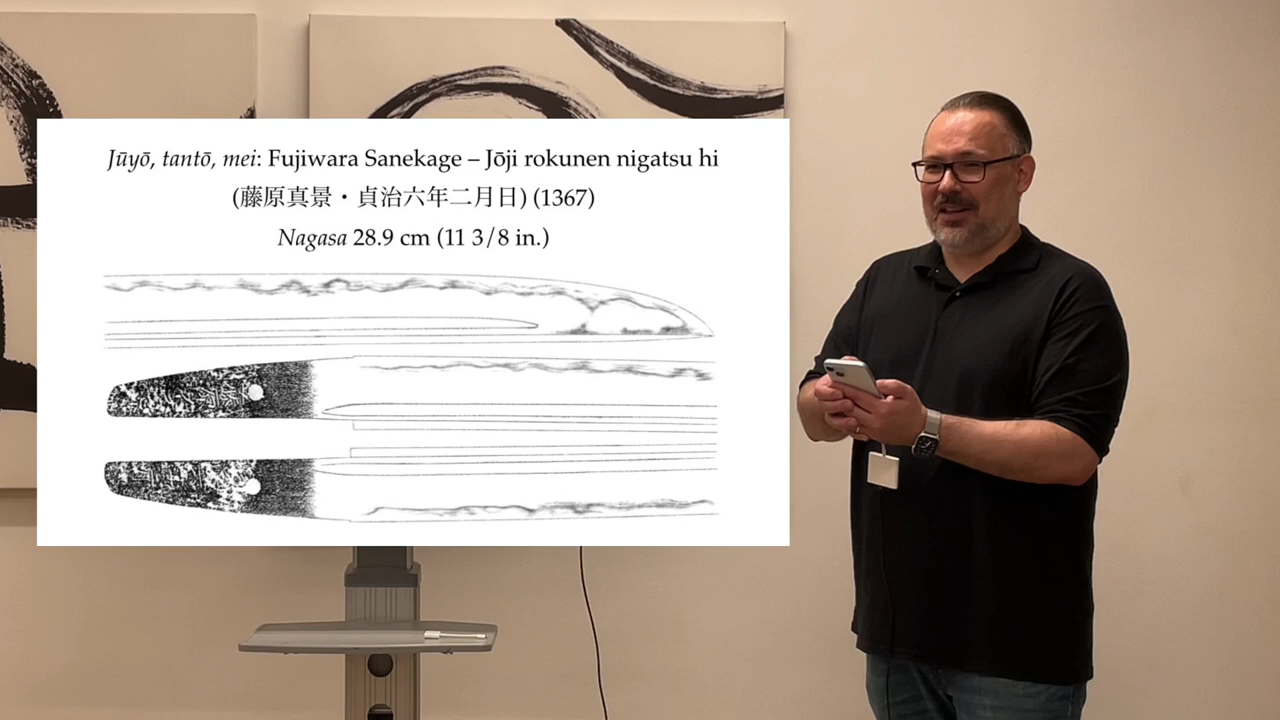 Jūyō, tantō, mei: Fujiwara Sanekage – Jōji rokunen nigatsu hi
(藤原真景・貞治六年二月日) (1367)
Nagasa 28.9 cm (11 3/8 in.)